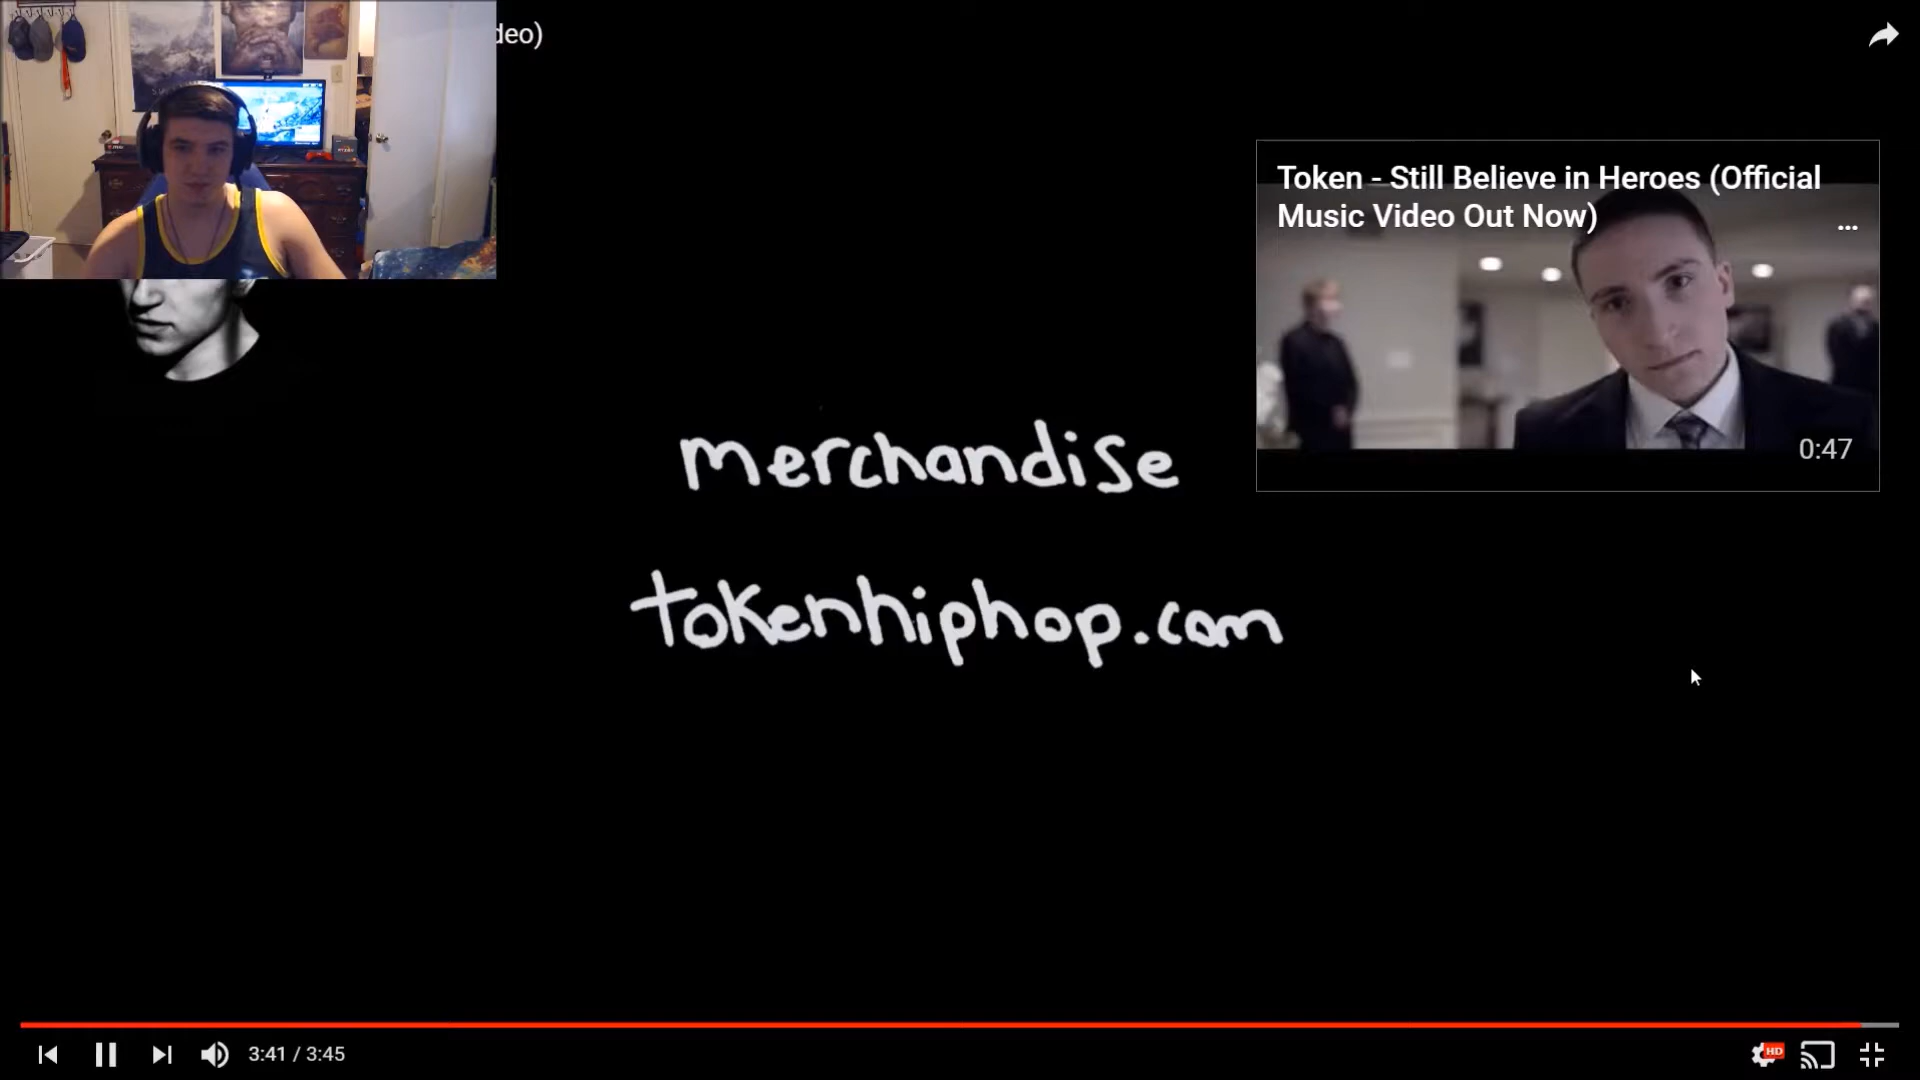 deo)
Token - Still Believe in Heroes (Official
Music Video Out Now)
...
0:47
merchandise
tokenhiphop.com
3:41 / 3:45
HD